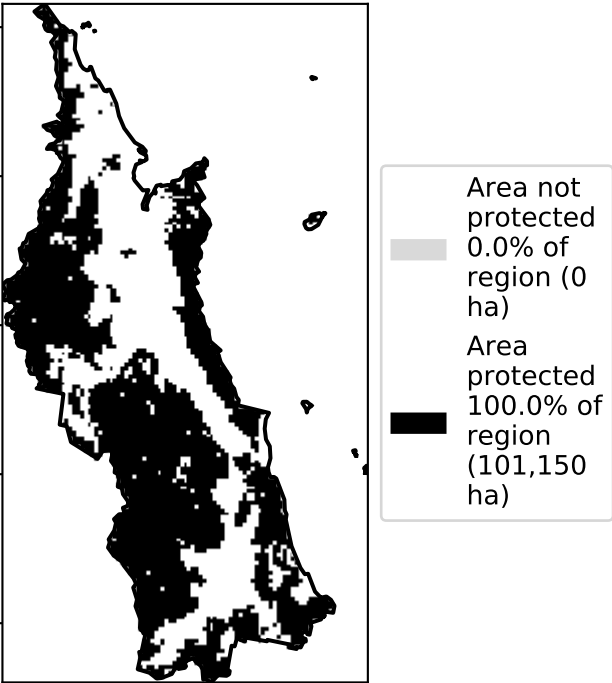 Area not
protected
0.0% of
region (0
ha)
Area
protected
100.0% of
region
(101,150
ha)